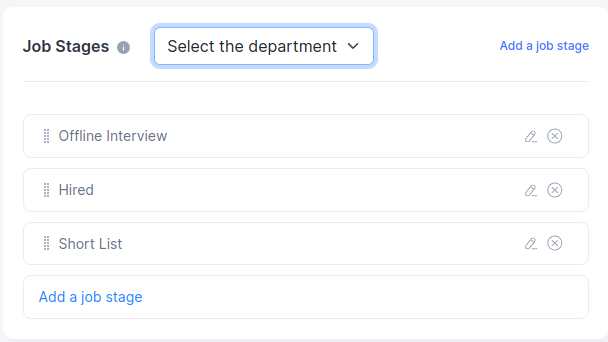 Job Stages
Select the department
Add a job stage
Offline Interview
Hired
Short List
Add a job stage